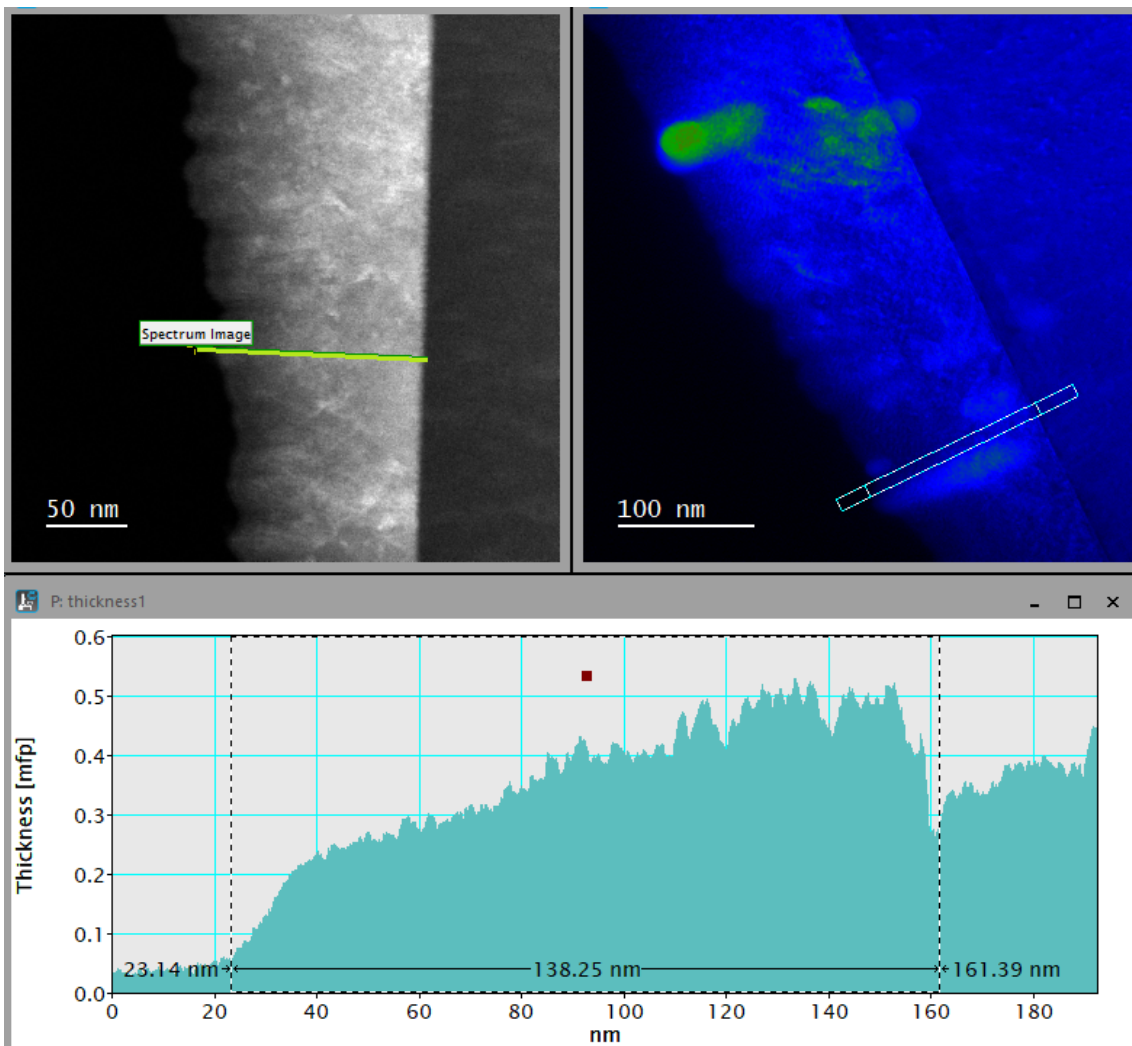 Spectrum Image
50 nm
100 nm
P: thickness1
Thickness [mfp]
0.6
0.5
0.4
0.3
0.2
0.1
0.0
23.14 nm
138.25 nm
161.39 nm
0 20 40 60 80 100 120 140 160 180
nm